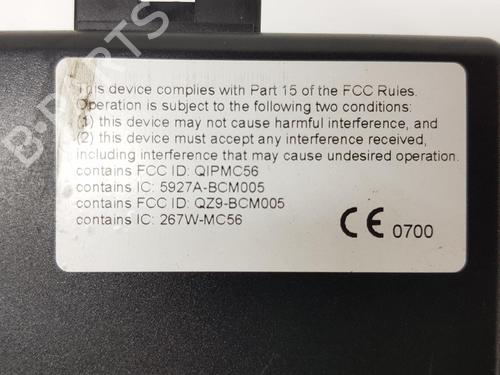 This device complies with Part 15 of the FCC Rules.
Operation is subject to the following two conditions:
(1) this device may not cause harmful interference, and
(2) this device must accept any interference received,
including interference that may cause undesired operation.
contains FCC ID: QIPMC56
contains IC: 5927A-BCM005
contains FCC ID: QZ9-BCM005
contains IC: 267W-MC56
CE 0700
B-PARTS